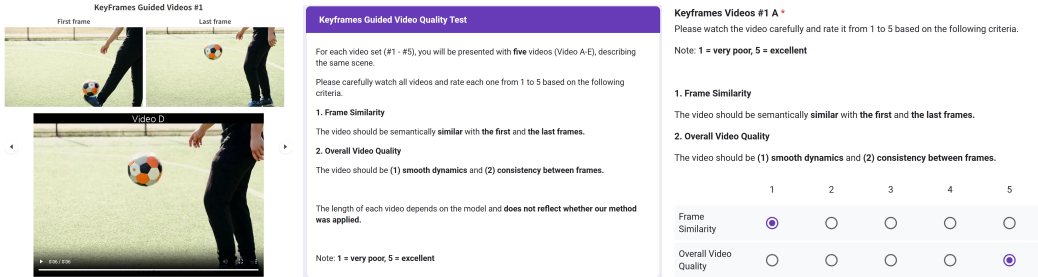 KeyFrames Guided Videos #1
First frame
Last frame
Video D
0:06 / 0:06
Keyframes Guided Video Quality Test
For each video set (#1 - #5), you will be presented with five videos (Video A-E), describing
the same scene.
Please carefully watch all videos and rate each one from 1 to 5 based on the following
criteria.
1. Frame Similarity
The video should be semantically similar with the first and the last frames.
2. Overall Video Quality
The video should be (1) smooth dynamics and (2) consistency between frames.
The length of each video depends on the model and does not reflect whether our method
was applied.
Note: 1 = very poor, 5 = excellent
Keyframes Videos #1 A *
Please watch the video carefully and rate it from 1 to 5 based on the following criteria.
Note: 1 = very poor, 5 = excellent
1. Frame Similarity
The video should be semantically similar with the first and the last frames.
2. Overall Video Quality
The video should be (1) smooth dynamics and (2) consistency between frames.
1 2 3 4 5
Frame
Similarity
Overall Video
Quality